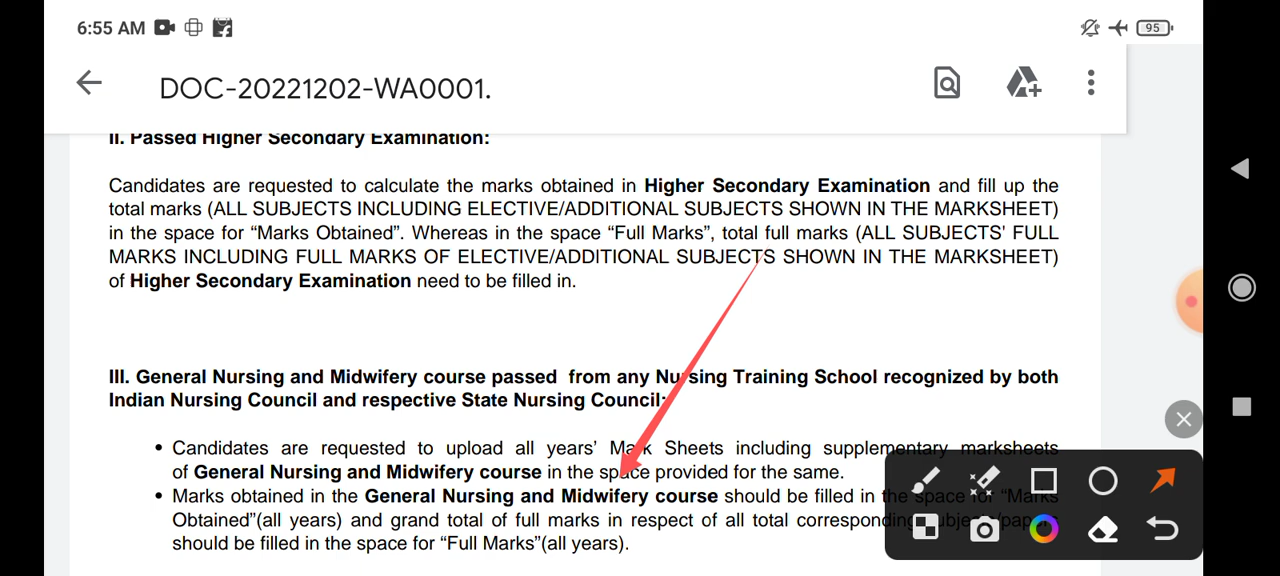 6:55 AM
95
DOC-20221202-WA0001.
II. Passed Higher Secondary Examination:
Candidates are requested to calculate the marks obtained in Higher Secondary Examination and fill up the
total marks (ALL SUBJECTS INCLUDING ELECTIVE/ADDITIONAL SUBJECTS SHOWN IN THE MARKSHEET)
in the space for “Marks Obtained”. Whereas in the space “Full Marks”, total full marks (ALL SUBJECTS’ FULL
MARKS INCLUDING FULL MARKS OF ELECTIVE/ADDITIONAL SUBJECTS SHOWN IN THE MARKSHEET)
of Higher Secondary Examination need to be filled in.
III. General Nursing and Midwifery course passed from any Nursing Training School recognized by both
Indian Nursing Council and respective State Nursing Council:
• Candidates are requested to upload all years’ Mark Sheets including supplementary marksheets
of General Nursing and Midwifery course in the space provided for the same.
• Marks obtained in the General Nursing and Midwifery course should be filled in the space for “Marks
Obtained”(all years) and grand total of full marks in respect of all total corresponding subjects/papers
should be filled in the space for “Full Marks”(all years).